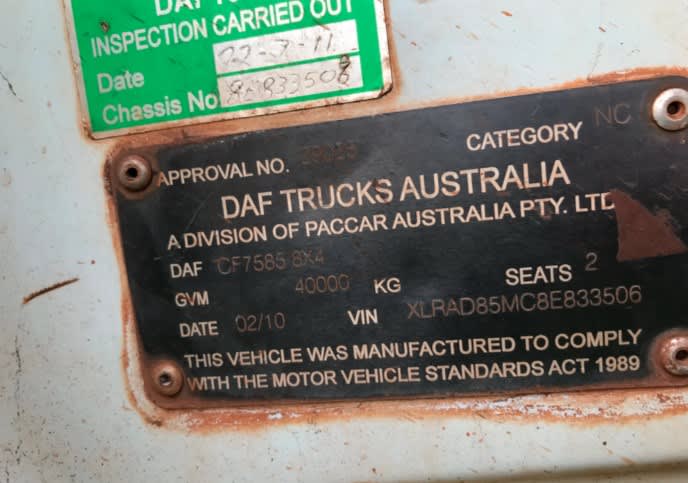 INSPECTION CARRIED OUT
Date
Chassis No
CATEGORY NC
APPROVAL NO.
DAF TRUCKS AUSTRALIA
A DIVISION OF PACCAR AUSTRALIA PTY. LTD
DAF CF7585 8X4
GVM 40000 KG SEATS 2
DATE 02/10 VIN XLRAD85MC8E833506
THIS VEHICLE WAS MANUFACTURED TO COMPLY
WITH THE MOTOR VEHICLE STANDARDS ACT 1989